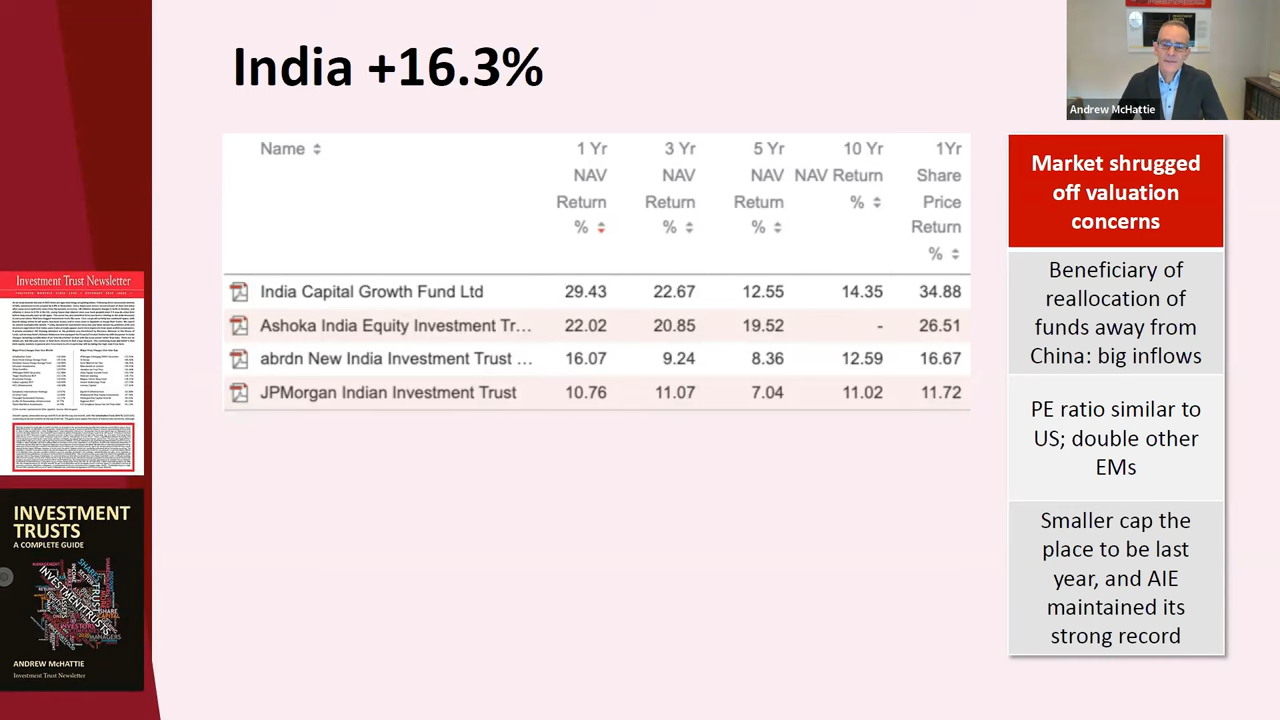 India +16.3%
Andrew McHattie
Name
1 Yr
NAV
Return
%
3 Yr
NAV
Return
%
5 Yr
NAV
Return
%
10 Yr
NAV Return
%
1Yr
Share
Price
Return
%
India Capital Growth Fund Ltd 29.43 22.67 22.55 14.35 34.88
Ashoka India Equity Investment Tr... 22.02 20.85 19.52 - 26.51
abrdn New India Investment Trust ... 16.07 9.24 8.36 12.59 16.67
JPMorgan Indian Investment Trust 10.76 11.07 7.04 11.02 11.72
Market shrugged
off valuation
concerns
Beneficiary of
reallocation of
funds away from
China: big inflows
PE ratio similar to
US; double other
EMs
Smaller cap the
place to be last
year, and AIE
maintained its
strong record
Investment Trust Newsletter
INVESTMENT
TRUSTS
A COMPLETE GUIDE
ANDREW McHATTIE
Investment Trust Newsletter